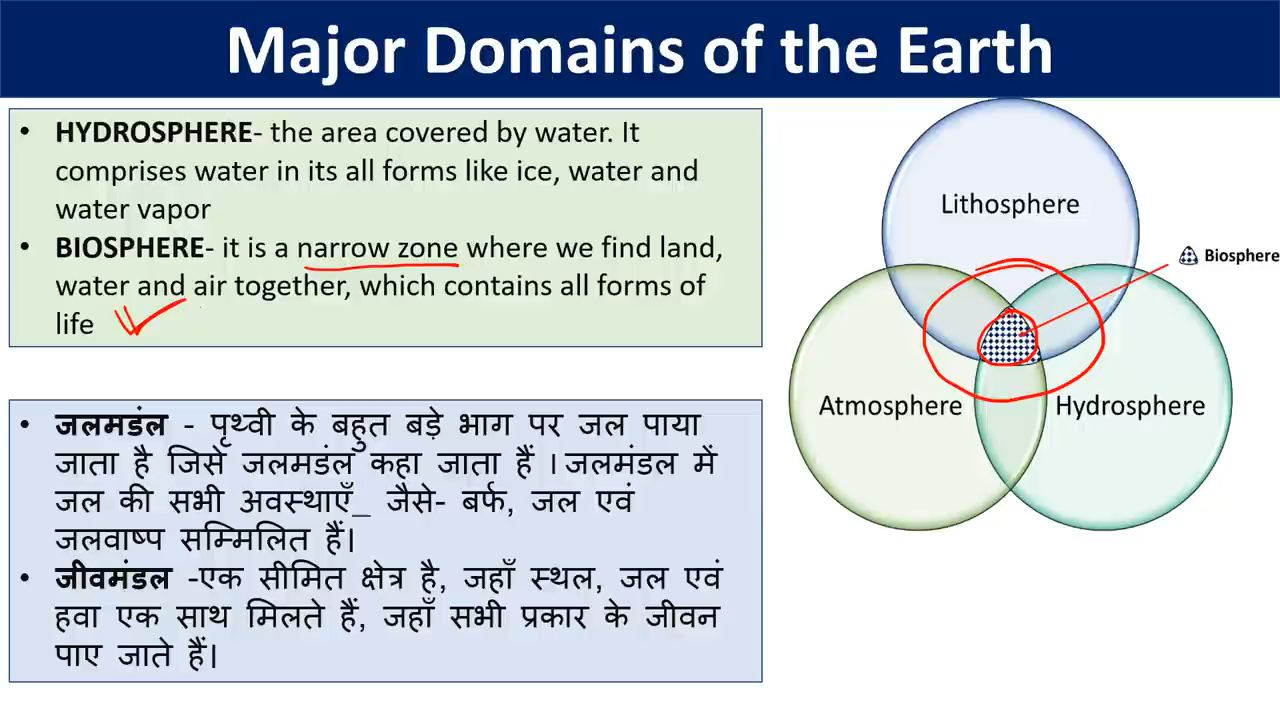 Major Domains of the Earth
• HYDROSPHERE- the area covered by water. It
comprises water in its all forms like ice, water and
water vapor
• BIOSPHERE- it is a narrow zone where we find land,
water and air together, which contains all forms of
life
• जलमडंल - पृथ्वी के बहुत बड़े भाग पर जल पाया
जाता है जिसे जलमडंल कहा जाता हैं । जलमंडल में
जल की सभी अवस्थाएँ_ जैसे- बर्फ, जल एवं
जलवाष्प सम्मिलित हैं।
• जीवमंडल -एक सीमित क्षेत्र है, जहाँ स्थल, जल एवं
हवा एक साथ मिलते हैं, जहाँ सभी प्रकार के जीवन
पाए जाते हैं।
Lithosphere
Biosphere
Atmosphere
Hydrosphere